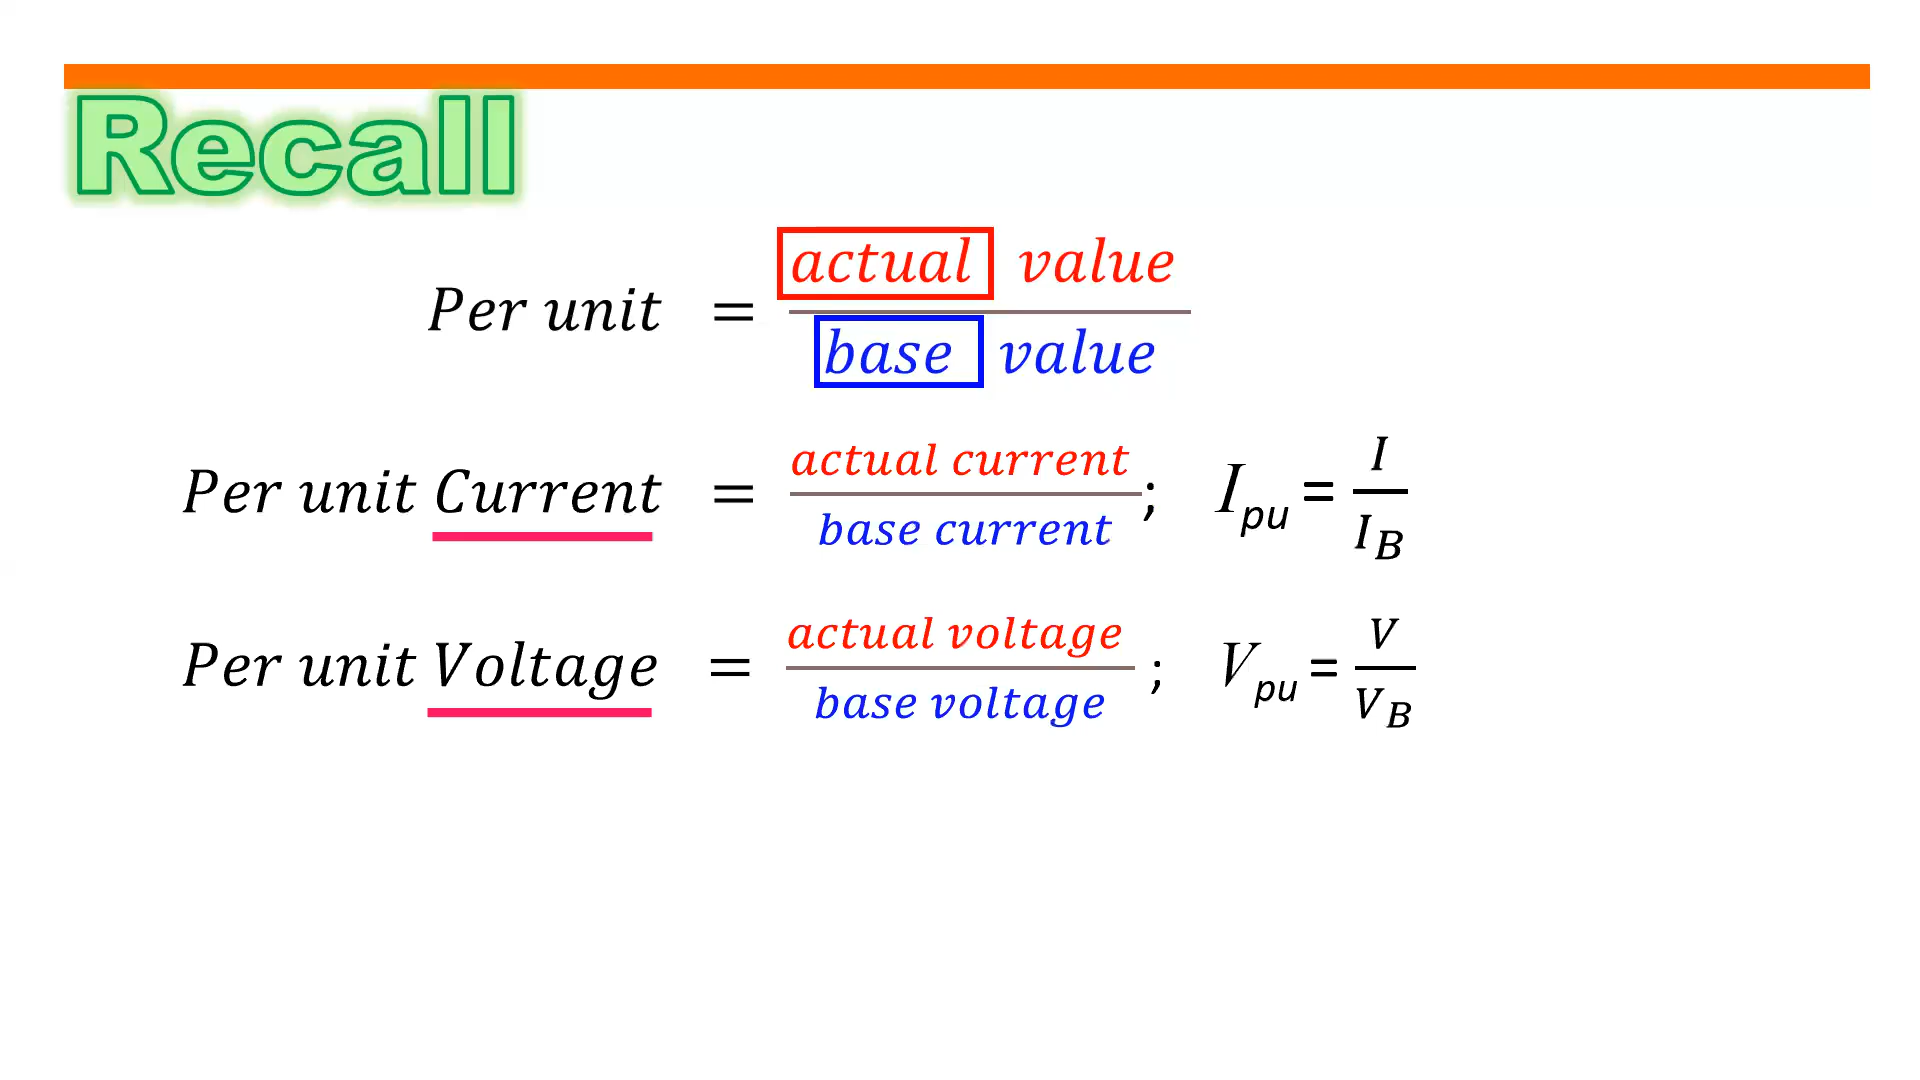 Recall
Per unit = actual value / base value
Per unit Current = actual current / base current ; I_pu = I / I_B
Per unit Voltage = actual voltage / base voltage ; V_pu = V / V_B